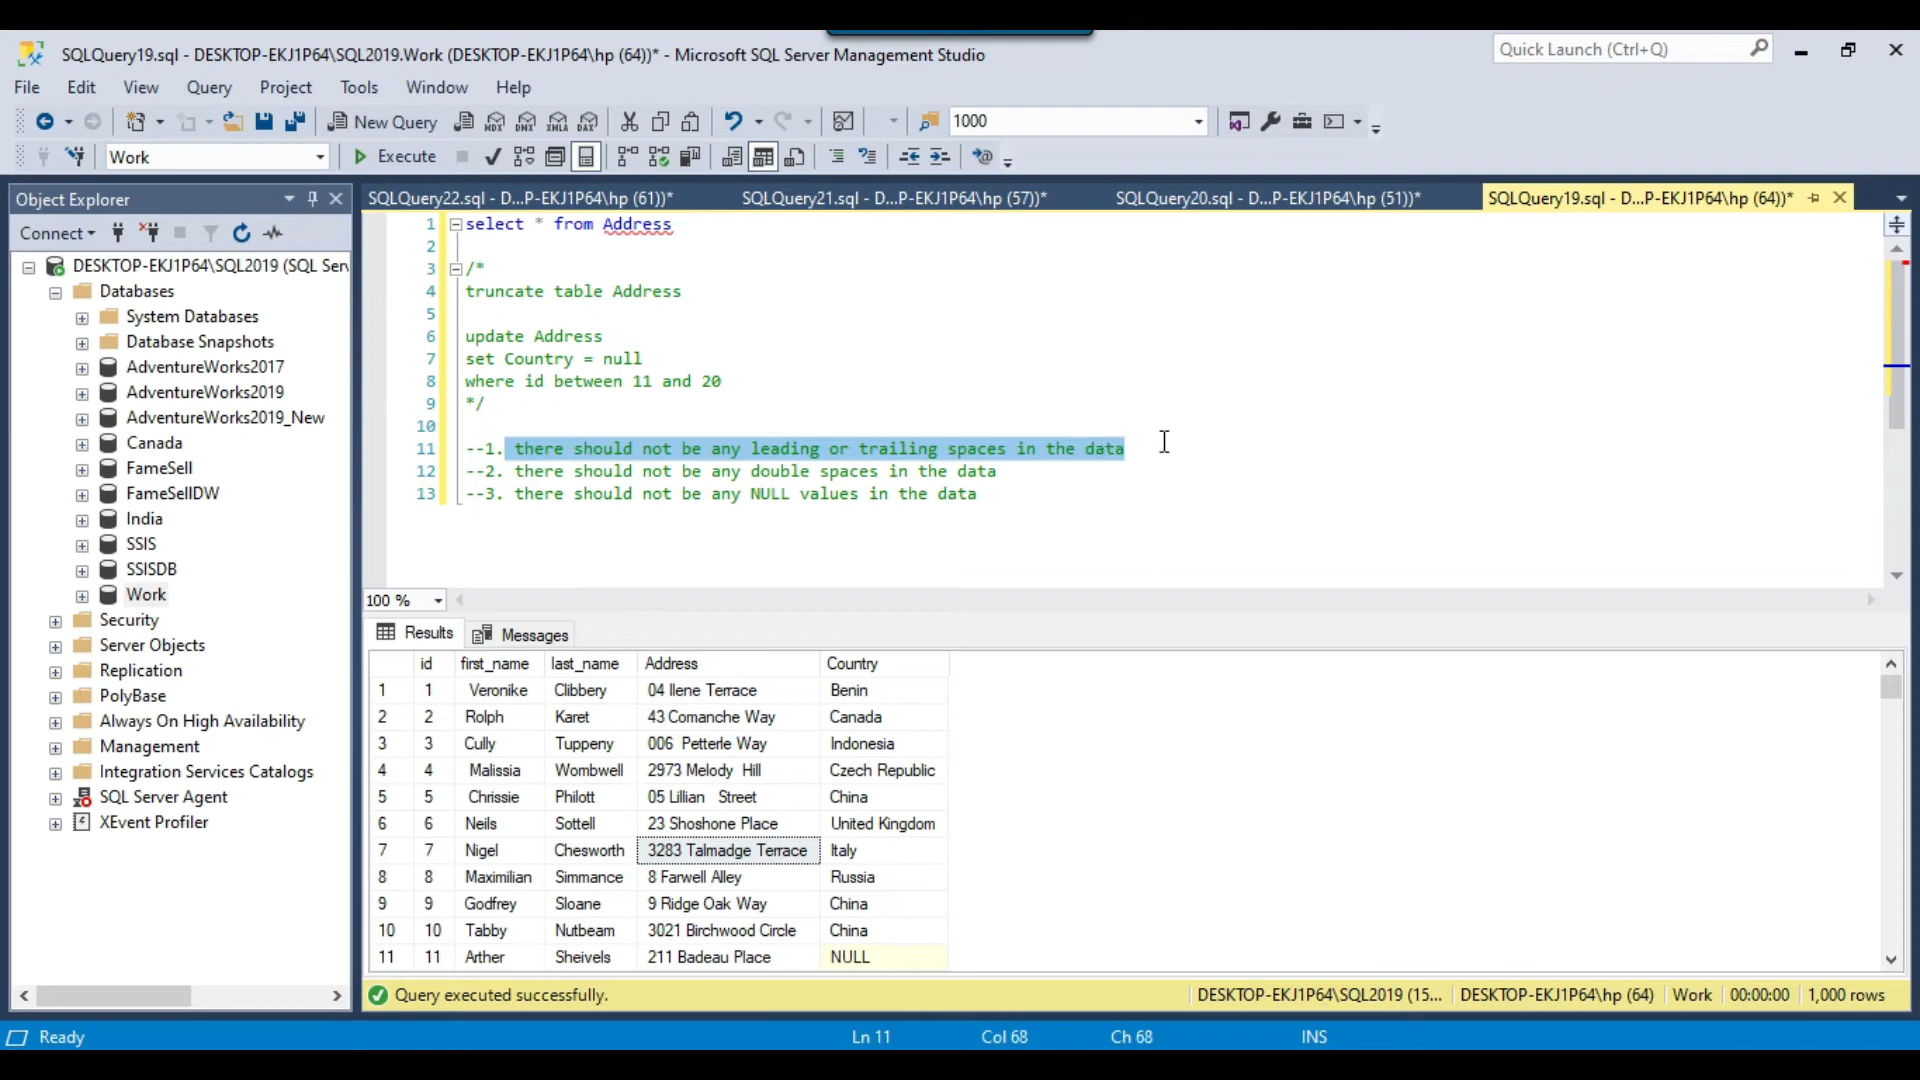 SQLQuery19.sql - DESKTOP-EKJ1P64\SQL2019.Work (DESKTOP-EKJ1P64\hp (64))* - Microsoft SQL Server Management Studio
Quick Launch (Ctrl+Q)
File Edit View Query Project Tools Window Help
New Query MDX DMX XMLA DAX 1000
Work Execute
Object Explorer
SQLQuery22.sql - D...P-EKJ1P64\hp (61))* SQLQuery21.sql - D...P-EKJ1P64\hp (57))* SQLQuery20.sql - D...P-EKJ1P64\hp (51))* SQLQuery19.sql - D...P-EKJ1P64\hp (64))*
Connect
DESKTOP-EKJ1P64\SQL2019 (SQL Ser
Databases
System Databases
Database Snapshots
AdventureWorks2017
AdventureWorks2019
AdventureWorks2019_New
Canada
FameSell
FameSellDW
India
SSIS
SSISDB
Work
Security
Server Objects
Replication
PolyBase
Always On High Availability
Management
Integration Services Catalogs
SQL Server Agent
XEvent Profiler
1 select * from Address
2
3 /*
4 truncate table Address
5
6 update Address
7 set Country = null
8 where id between 11 and 20
9 */
10
11 --1. there should not be any leading or trailing spaces in the data
12 --2. there should not be any double spaces in the data
13 --3. there should not be any NULL values in the data
100 %
Results Messages
id first_name last_name Address Country
1 1 Veronike Clibbery 04 Ilene Terrace Benin
2 2 Rolph Karet 43 Comanche Way Canada
3 3 Cully Tuppeny 006  Petterle Way Indonesia
4 4 Malissia Wombwell 2973 Melody  Hill Czech Republic
5 5 Chrissie Philott 05 Lillian   Street China
6 6 Neils Sottell 23 Shoshone Place United Kingdom
7 7 Nigel Chesworth 3283 Talmadge Terrace Italy
8 8 Maximilian Simmance 8 Farwell Alley Russia
9 9 Godfrey Sloane 9 Ridge Oak Way China
10 10 Tabby Nutbeam 3021 Birchwood Circle China
11 11 Arther Sheivels 211 Badeau Place NULL
Query executed successfully. DESKTOP-EKJ1P64\SQL2019 (15... DESKTOP-EKJ1P64\hp (64) Work 00:00:00 1,000 rows
Ready Ln 11 Col 68 Ch 68 INS